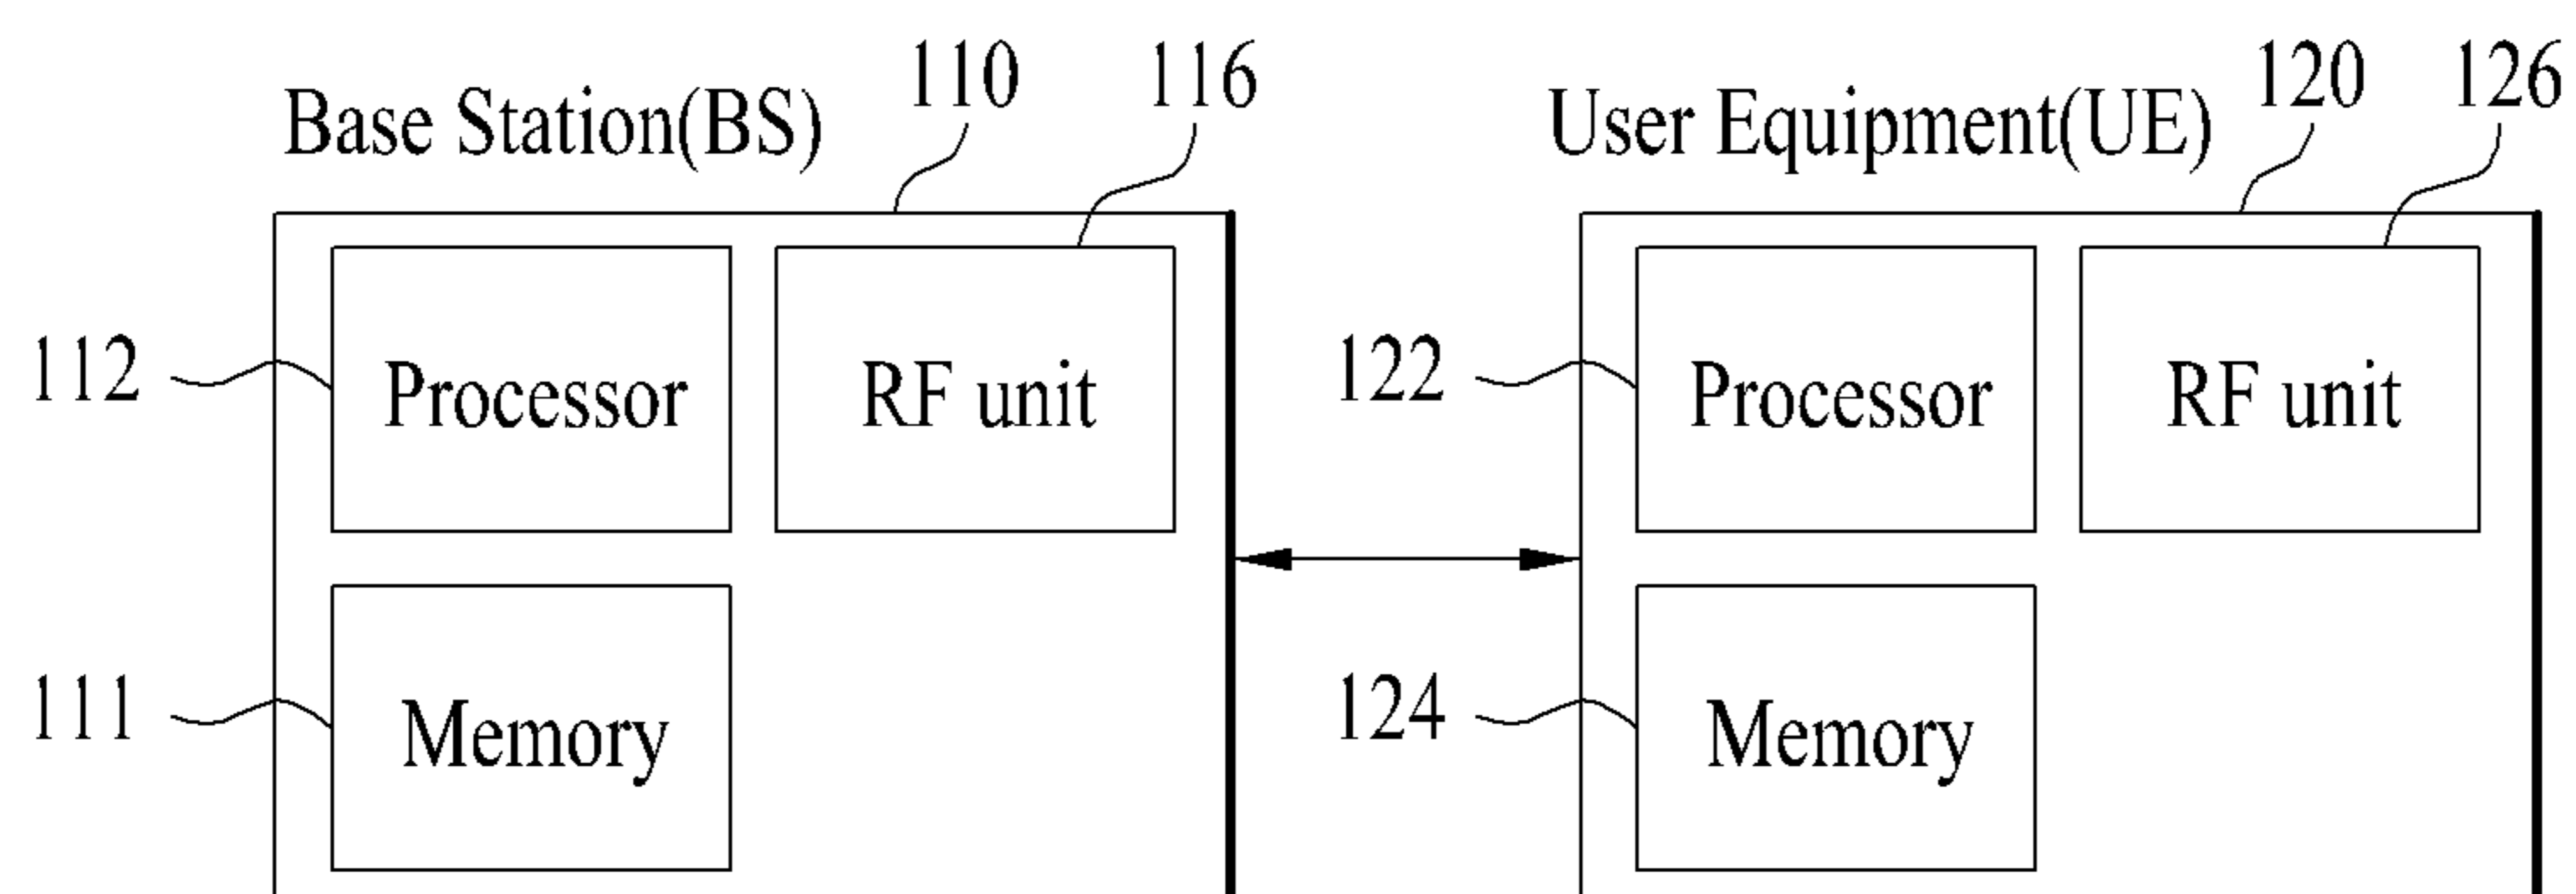 110 116 120 126
Base Station(BS) User Equipment(UE)
112 Processor RF unit 122 Processor RF unit
111 Memory 124 Memory